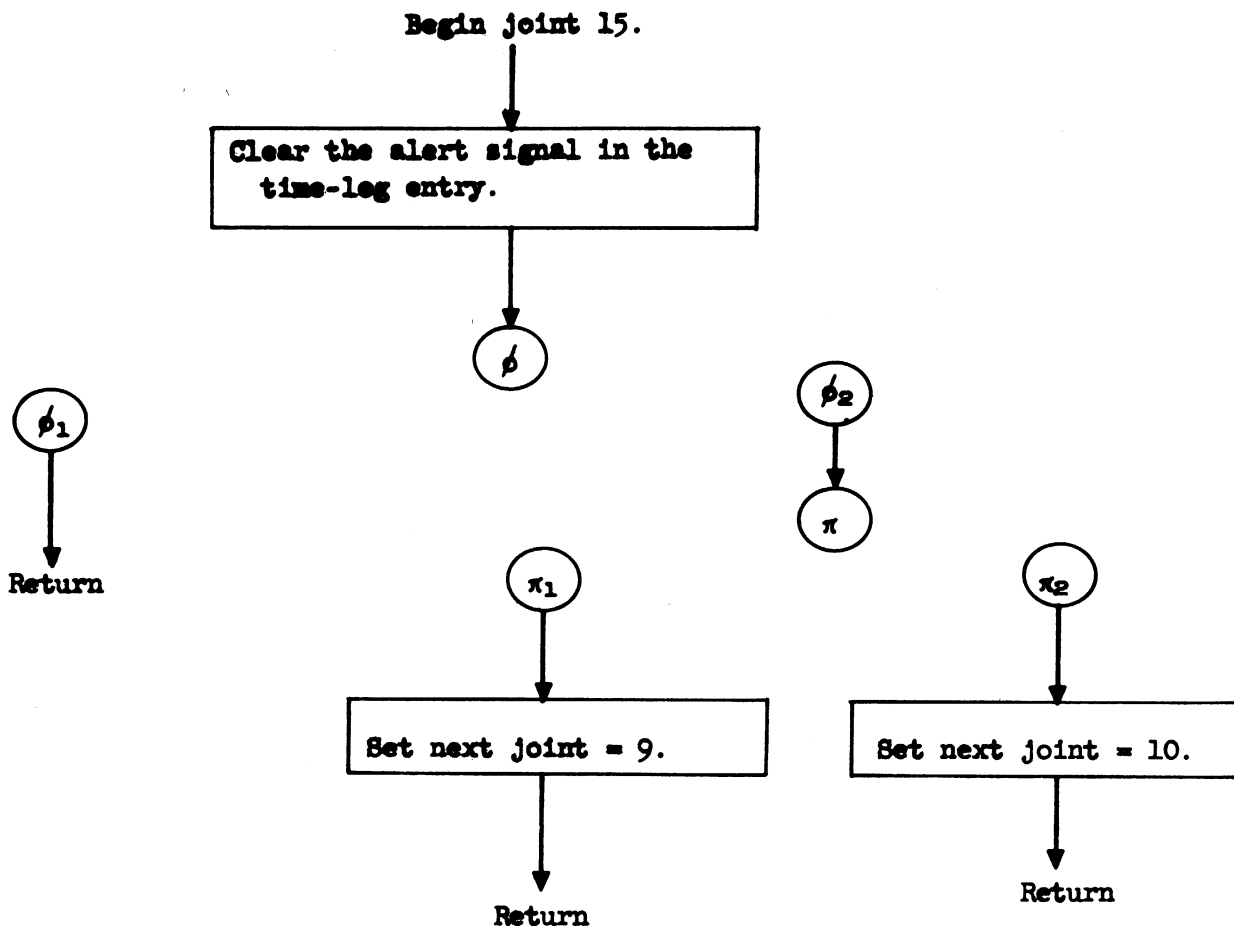 Begin joint 15.
Clear the alert signal in the
time-log entry.
ϕ
ϕ₂
ϕ₁
π
Return
π₁
π₂
Set next joint = 9.
Set next joint = 10.
Return
Return